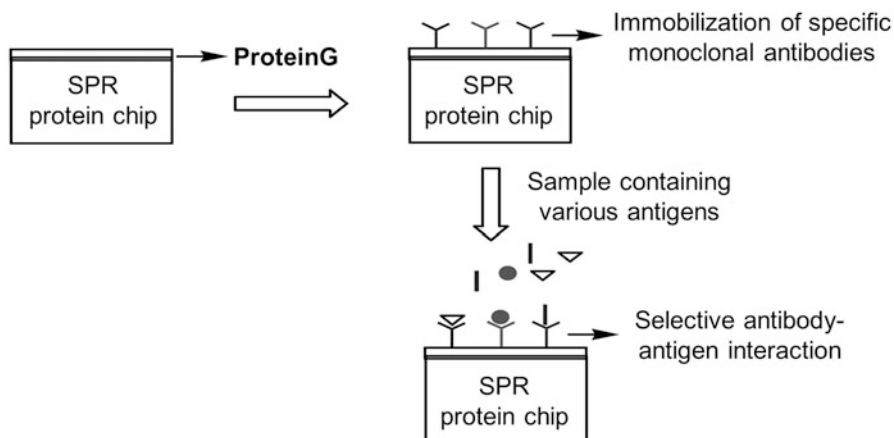 ProteinG
SPR
protein chip
Immobilization of specific
monoclonal antibodies
SPR
protein chip
Sample containing
various antigens
Selective antibody-
antigen interaction
SPR
protein chip